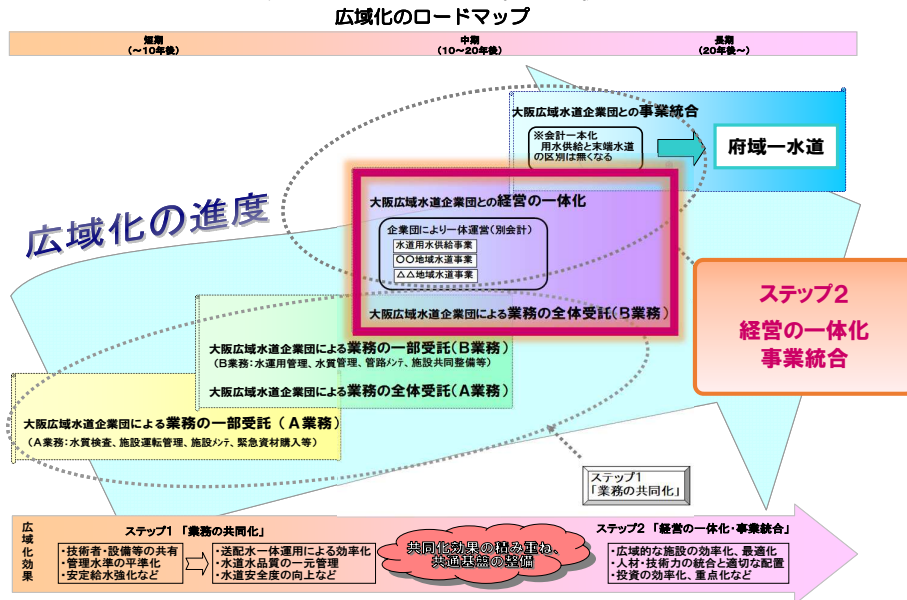 広域化のロードマップ
短期
(～10年後)
中期
(10～20年後)
長期
(20年後～)
大阪広域水道企業団との事業統合
※会計一本化
用水供給と末端水道
の区別は無くなる
府域一水道
広域化の進度
大阪広域水道企業団との経営の一体化
企業団により一体運営(別会計)
水道用水供給事業
〇〇地域水道事業
△△地域水道事業
大阪広域水道企業団による業務の全体受託(B業務)
ステップ2
経営の一体化
事業統合
大阪広域水道企業団による業務の一部受託(B業務)
(B業務:水運用管理、水質管理、管路ﾒﾝﾃ、施設共同整備等)
大阪広域水道企業団による業務の全体受託(A業務)
大阪広域水道企業団による業務の一部受託(A業務)
(A業務:水質検査、施設運転管理、施設ﾒﾝﾃ、緊急資材購入等)
ステップ1
「業務の共同化」
広域化効果
ステップ1 「業務の共同化」
・技術者・設備等の共有
・管理水準の平準化
・安定給水強化など
・送配水一体運用による効率化
・水道水品質の一元管理
・水道安全度の向上など
共同化効果の積み重ね、
共通基盤の整備
ステップ2 「経営の一体化・事業統合」
・広域的な施設の効率化、最適化
・人材・技術力の統合と適切な配置
・投資の効率化、重点化など